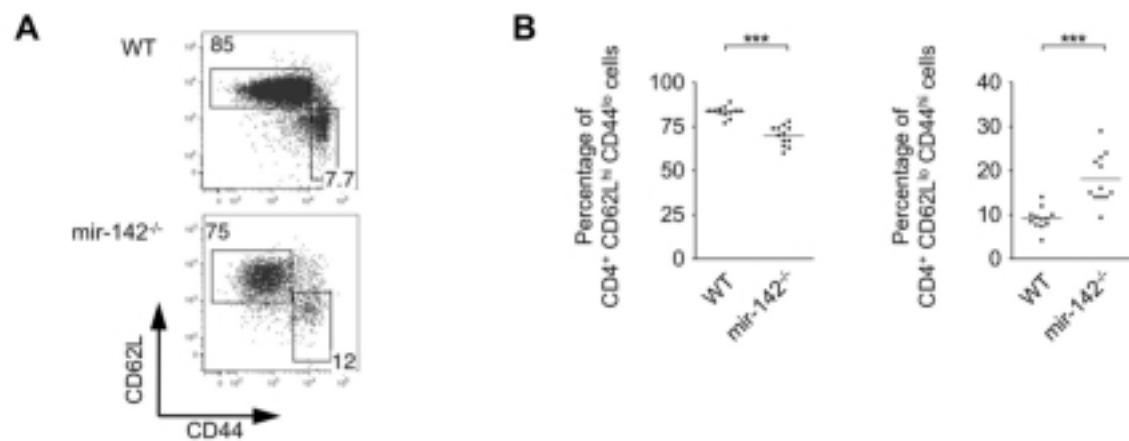 A
WT
85
7.7
mir-142⁻/⁻
75
12
CD62L
CD44
B
***
Percentage of
CD4⁺ CD62Lʰⁱ CD44ˡᵒ cells
100
75
50
25
0
WT
mir-142⁻/⁻
***
Percentage of
CD4⁺ CD62Lˡᵒ CD44ʰⁱ cells
40
30
20
10
0
WT
mir-142⁻/⁻